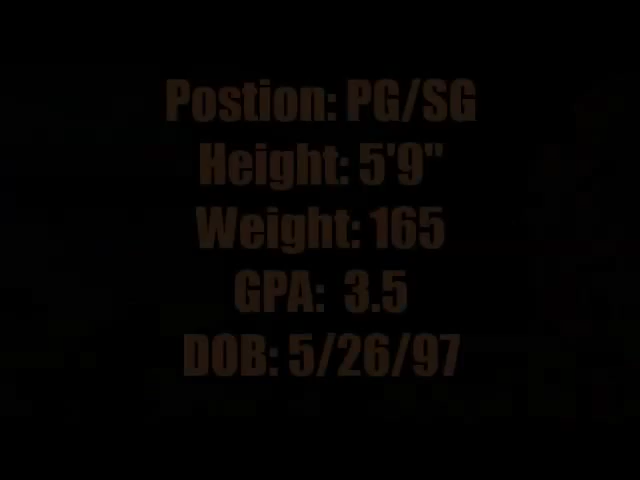 Postion: PG/SG
Height: 5'9"
Weight: 165
GPA: 3.5
DOB: 5/26/97